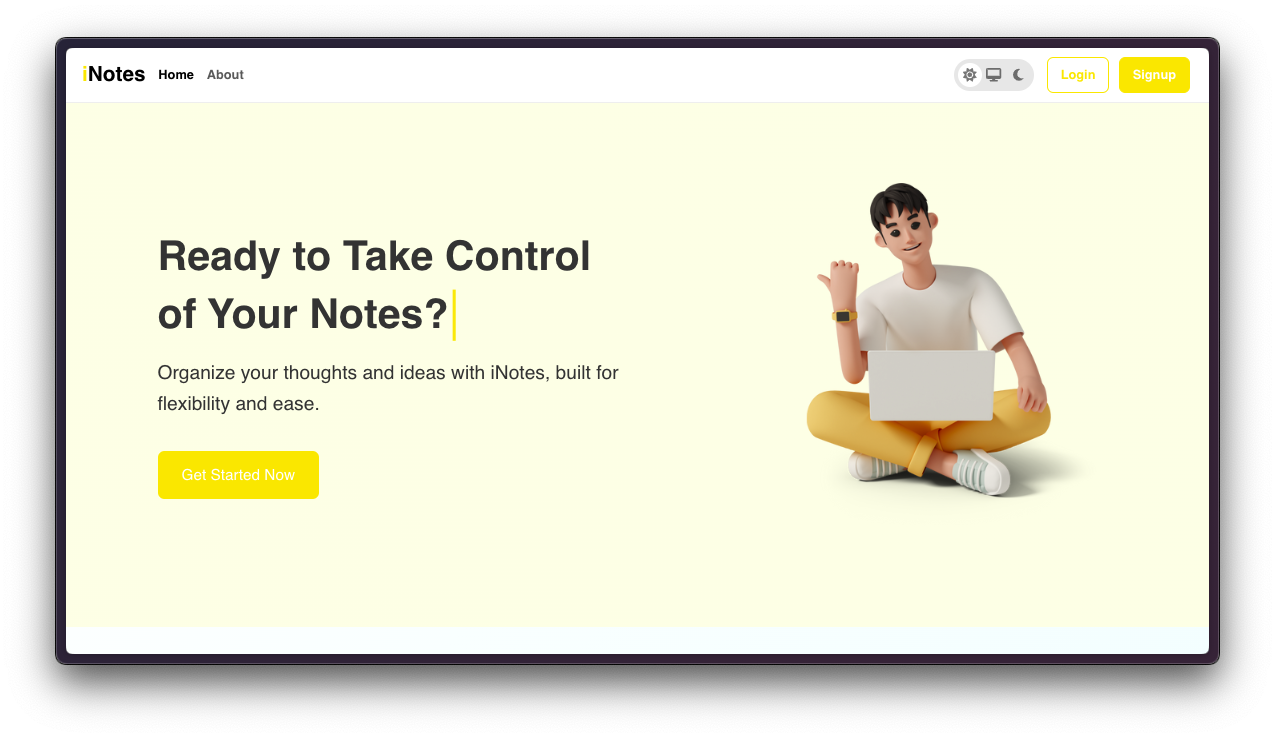 iNotes Home About Login Signup
Ready to Take Control
of Your Notes?
Organize your thoughts and ideas with iNotes, built for
flexibility and ease.
Get Started Now